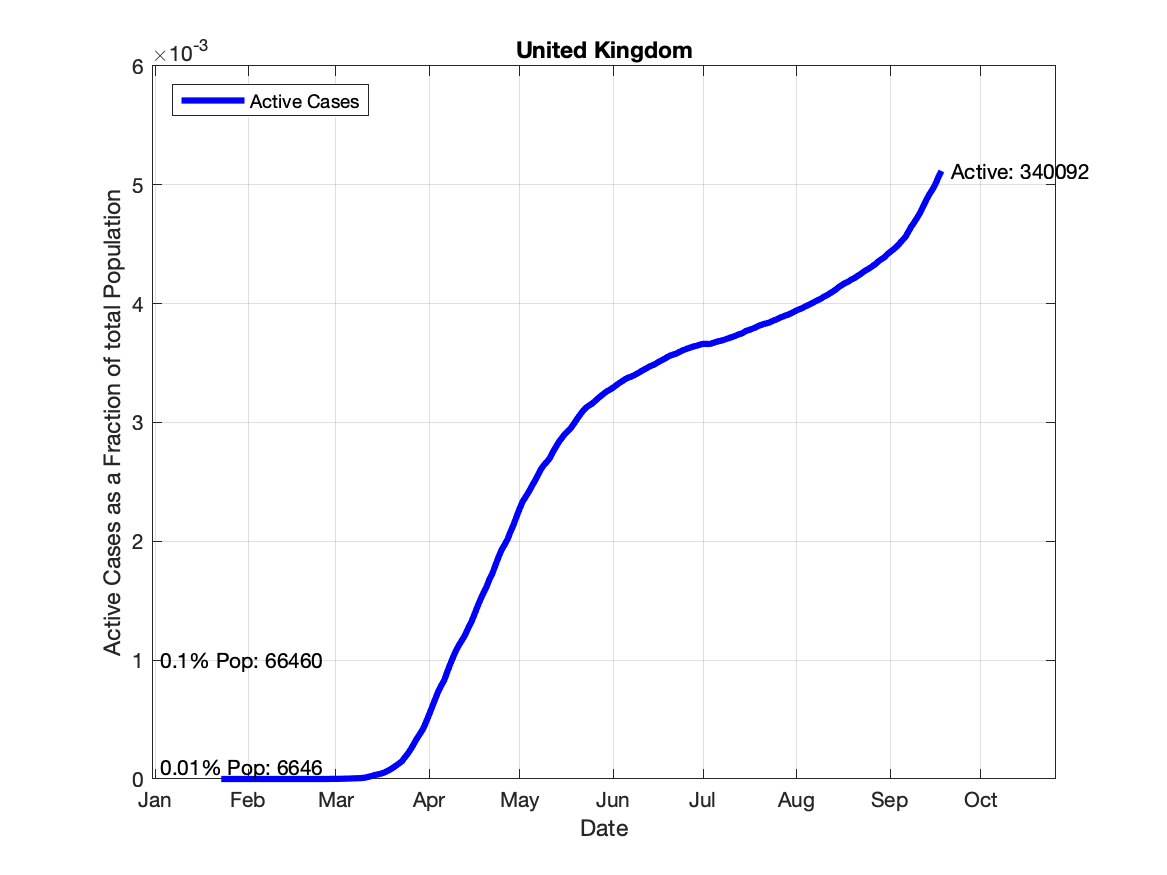 United Kingdom
×10-3
6
5
4
3
2
1
0
Active Cases as a Fraction of total Population
Active Cases
Active: 340092
0.1% Pop: 66460
0.01% Pop: 6646
Jan Feb Mar Apr May Jun Jul Aug Sep Oct
Date